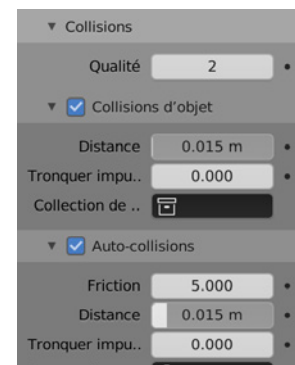 Collisions
Qualité 2
Collisions d'objet
Distance 0.015 m
Tronquer impu.. 0.000
Collection de ..
Auto-collisions
Friction 5.000
Distance 0.015 m
Tronquer impu.. 0.000